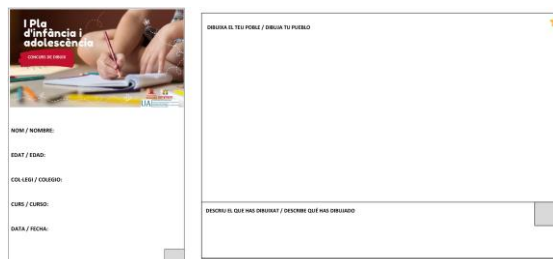 I Pla
d'infància i
adolescència
CONCURS DE DIBUIX
NOM / NOMBRE:
EDAT / EDAD:
COL·LEGI / COLEGIO:
CURS / CURSO:
DATA / FECHA:
DIBUIXA EL TEU POBLE / DIBUJA TU PUEBLO
DESCRIU EL QUE HAS DIBUIXAT / DESCRIBE QUÉ HAS DIBUJADO